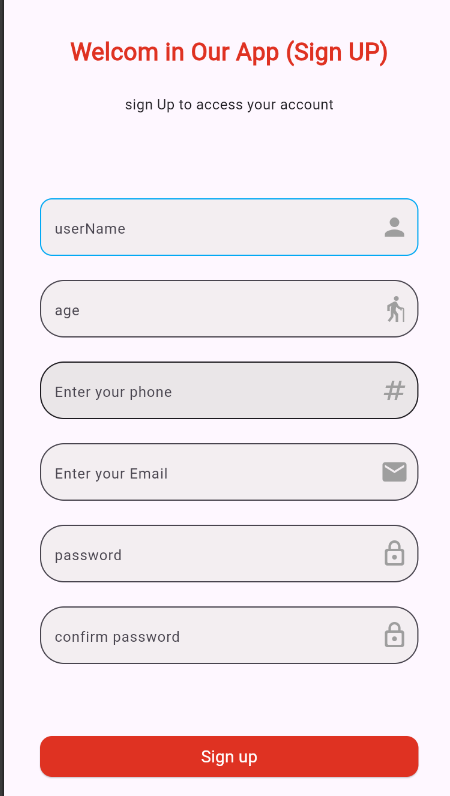 Welcom in Our App (Sign UP)
sign Up to access your account
userName
age
Enter your phone
Enter your Email
password
confirm password
Sign up